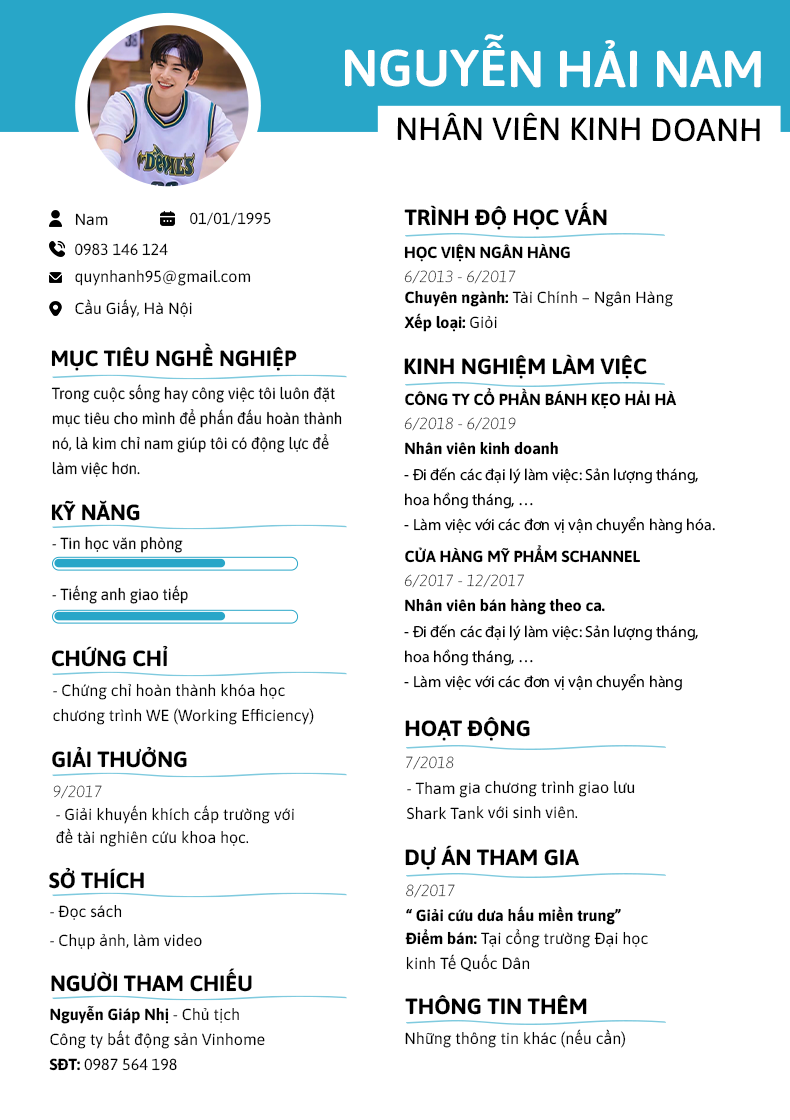 NGUYỄN HẢI NAM
NHÂN VIÊN KINH DOANH
DEVILS
Nam
01/01/1995
0983 146 124
quynhanh95@gmail.com
Cầu Giấy, Hà Nội
MỤC TIÊU NGHỀ NGHIỆP
Trong cuộc sống hay công việc tôi luôn đặt
mục tiêu cho mình để phấn đấu hoàn thành
nó, là kim chỉ nam giúp tôi có động lực để
làm việc hơn.
KỸ NĂNG
- Tin học văn phòng
- Tiếng anh giao tiếp
CHỨNG CHỈ
- Chứng chỉ hoàn thành khóa học
chương trình WE (Working Efficiency)
GIẢI THƯỞNG
9/2017
- Giải khuyến khích cấp trường với
đề tài nghiên cứu khoa học.
SỞ THÍCH
- Đọc sách
- Chụp ảnh, làm video
NGƯỜI THAM CHIẾU
Nguyễn Giáp Nhị - Chủ tịch
Công ty bất động sản Vinhome
SĐT: 0987 564 198
TRÌNH ĐỘ HỌC VẤN
HỌC VIỆN NGÂN HÀNG
6/2013 - 6/2017
Chuyên ngành: Tài Chính – Ngân Hàng
Xếp loại: Giỏi
KINH NGHIỆM LÀM VIỆC
CÔNG TY CỔ PHẦN BÁNH KẸO HẢI HÀ
6/2018 - 6/2019
Nhân viên kinh doanh
- Đi đến các đại lý làm việc: Sản lượng tháng,
hoa hồng tháng, …
- Làm việc với các đơn vị vận chuyển hàng hóa.
CỬA HÀNG MỸ PHẨM SCHANNEL
6/2017 - 12/2017
Nhân viên bán hàng theo ca.
- Đi đến các đại lý làm việc: Sản lượng tháng,
hoa hồng tháng, …
- Làm việc với các đơn vị vận chuyển hàng
HOẠT ĐỘNG
7/2018
- Tham gia chương trình giao lưu
Shark Tank với sinh viên.
DỰ ÁN THAM GIA
8/2017
“ Giải cứu dưa hấu miền trung”
Điểm bán: Tại cổng trường Đại học
kinh Tế Quốc Dân
THÔNG TIN THÊM
Những thông tin khác (nếu cần)